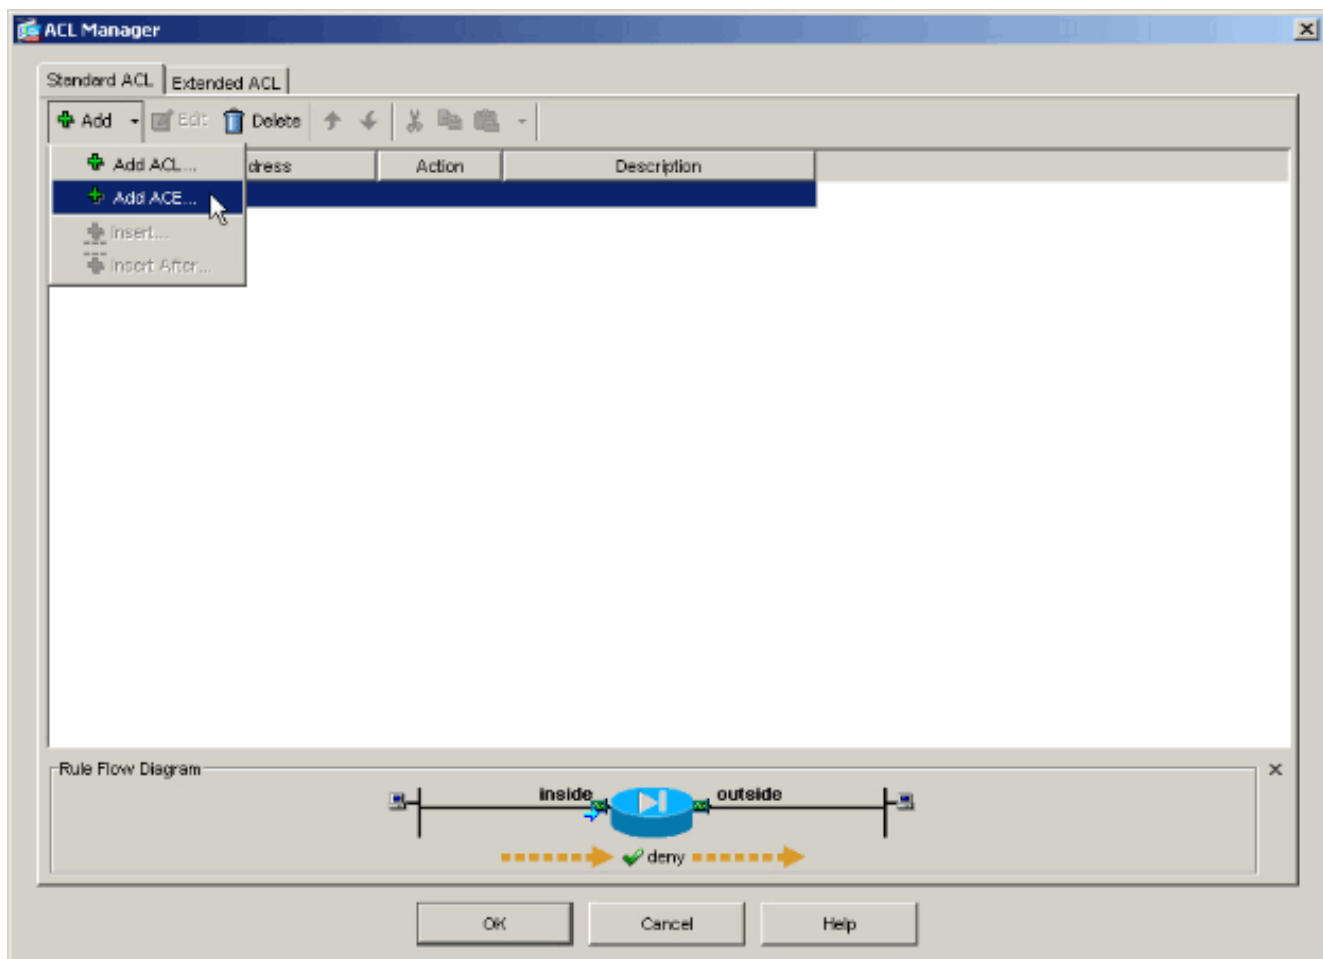 ACL Manager
Standard ACL
Extended ACL
Add
Edit
Delete
dress
Action
Description
Add ACL...
Add ACE...
Insert...
Insert After...
Rule Flow Diagram
inside
outside
deny
OK
Cancel
Help